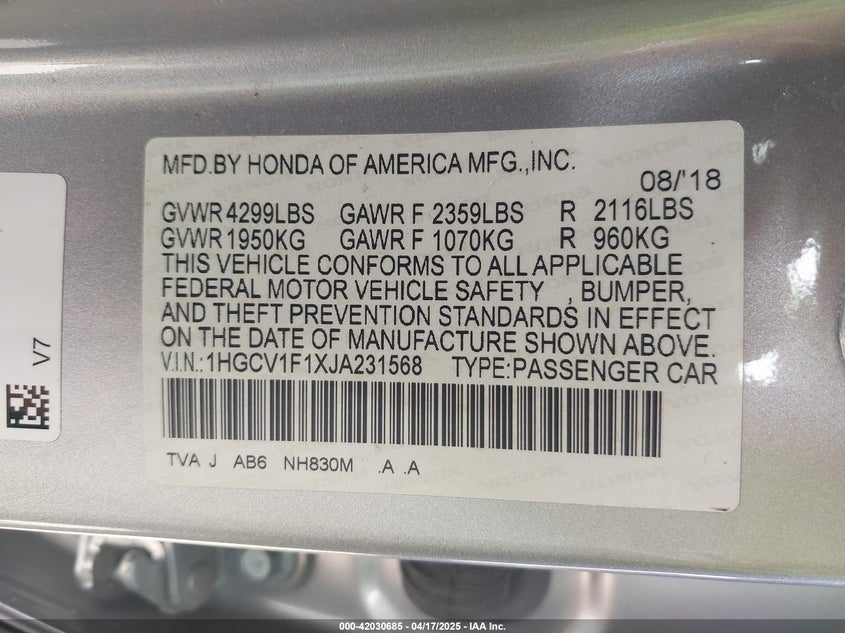 MFD.BY HONDA OF AMERICA MFG.,INC.
08/'18
GVWR 4299LBS GAWR F 2359LBS R 2116LBS
GVWR 1950KG GAWR F 1070KG R 960KG
THIS VEHICLE CONFORMS TO ALL APPLICABLE
FEDERAL MOTOR VEHICLE SAFETY , BUMPER,
AND THEFT PREVENTION STANDARDS IN EFFECT
ON THE DATE OF MANUFACTURE SHOWN ABOVE.
V.I.N.:1HGCV1F1XJA231568 TYPE:PASSENGER CAR
TVA J AB6 NH830M .A .A
V7
000-42030685 - 04/17/2025 - IAA Inc.